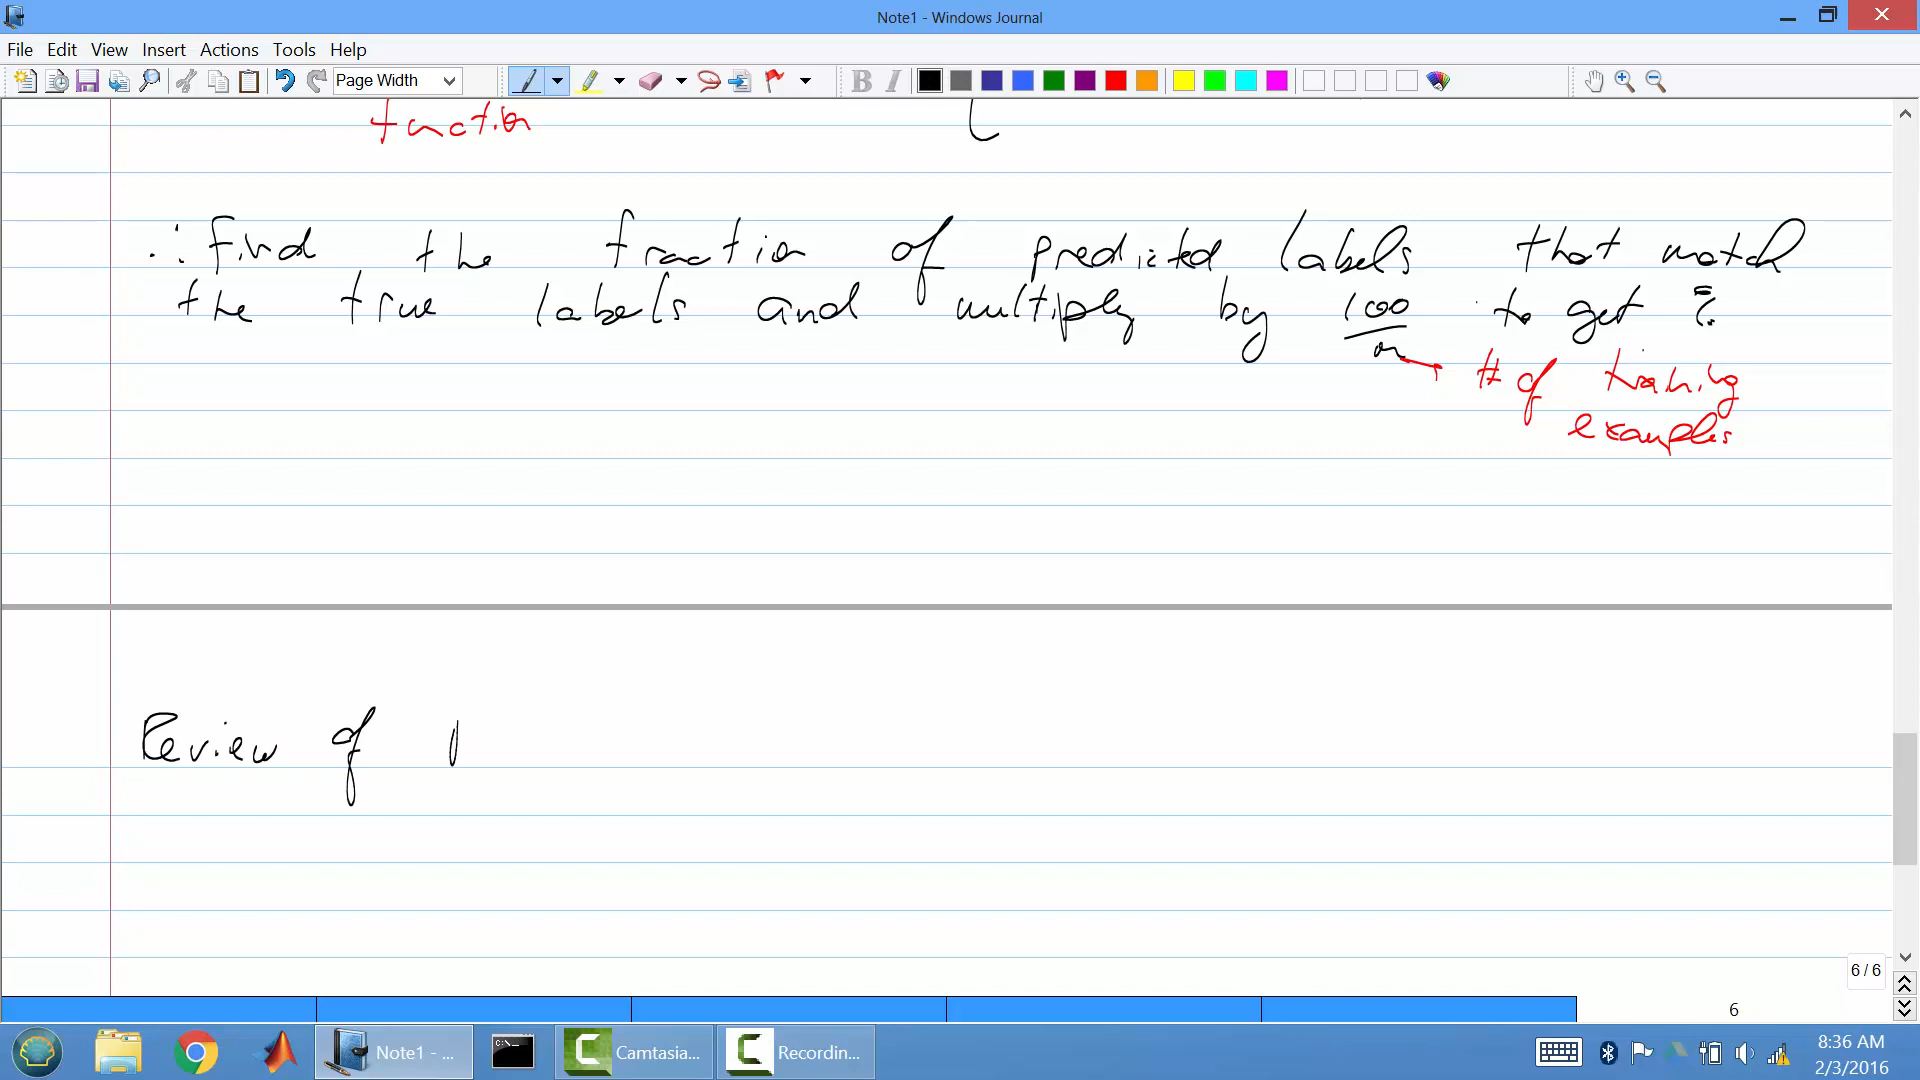 Note1 - Windows Journal
File Edit View Insert Actions Tools Help
Page Width
function
∴ Find the fraction of predicted labels that match
the true labels and multiply by 100/m to get %
# of training
examples
Review of
6 / 6
6
Note1 - ...
Camtasia...
Recordin...
8:36 AM
2/3/2016